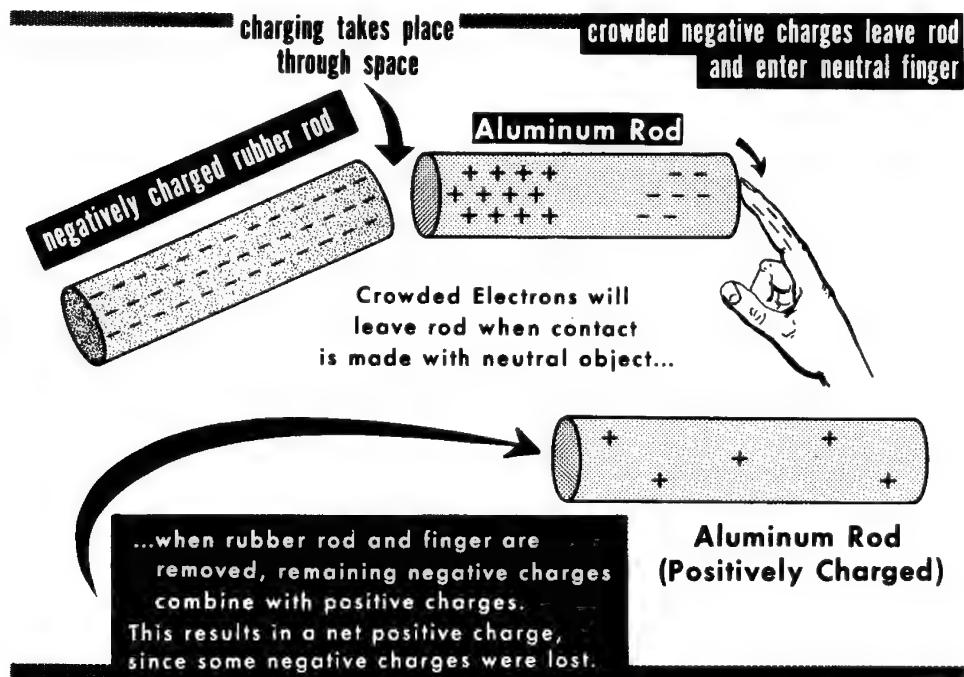 charging takes place
through space
crowded negative charges leave rod
and enter neutral finger
negatively charged rubber rod
Aluminum Rod
Crowded Electrons will
leave rod when contact
is made with neutral object...
...when rubber rod and finger are
removed, remaining negative charges
combine with positive charges.
This results in a net positive charge,
since some negative charges were lost.
Aluminum Rod
(Positively Charged)